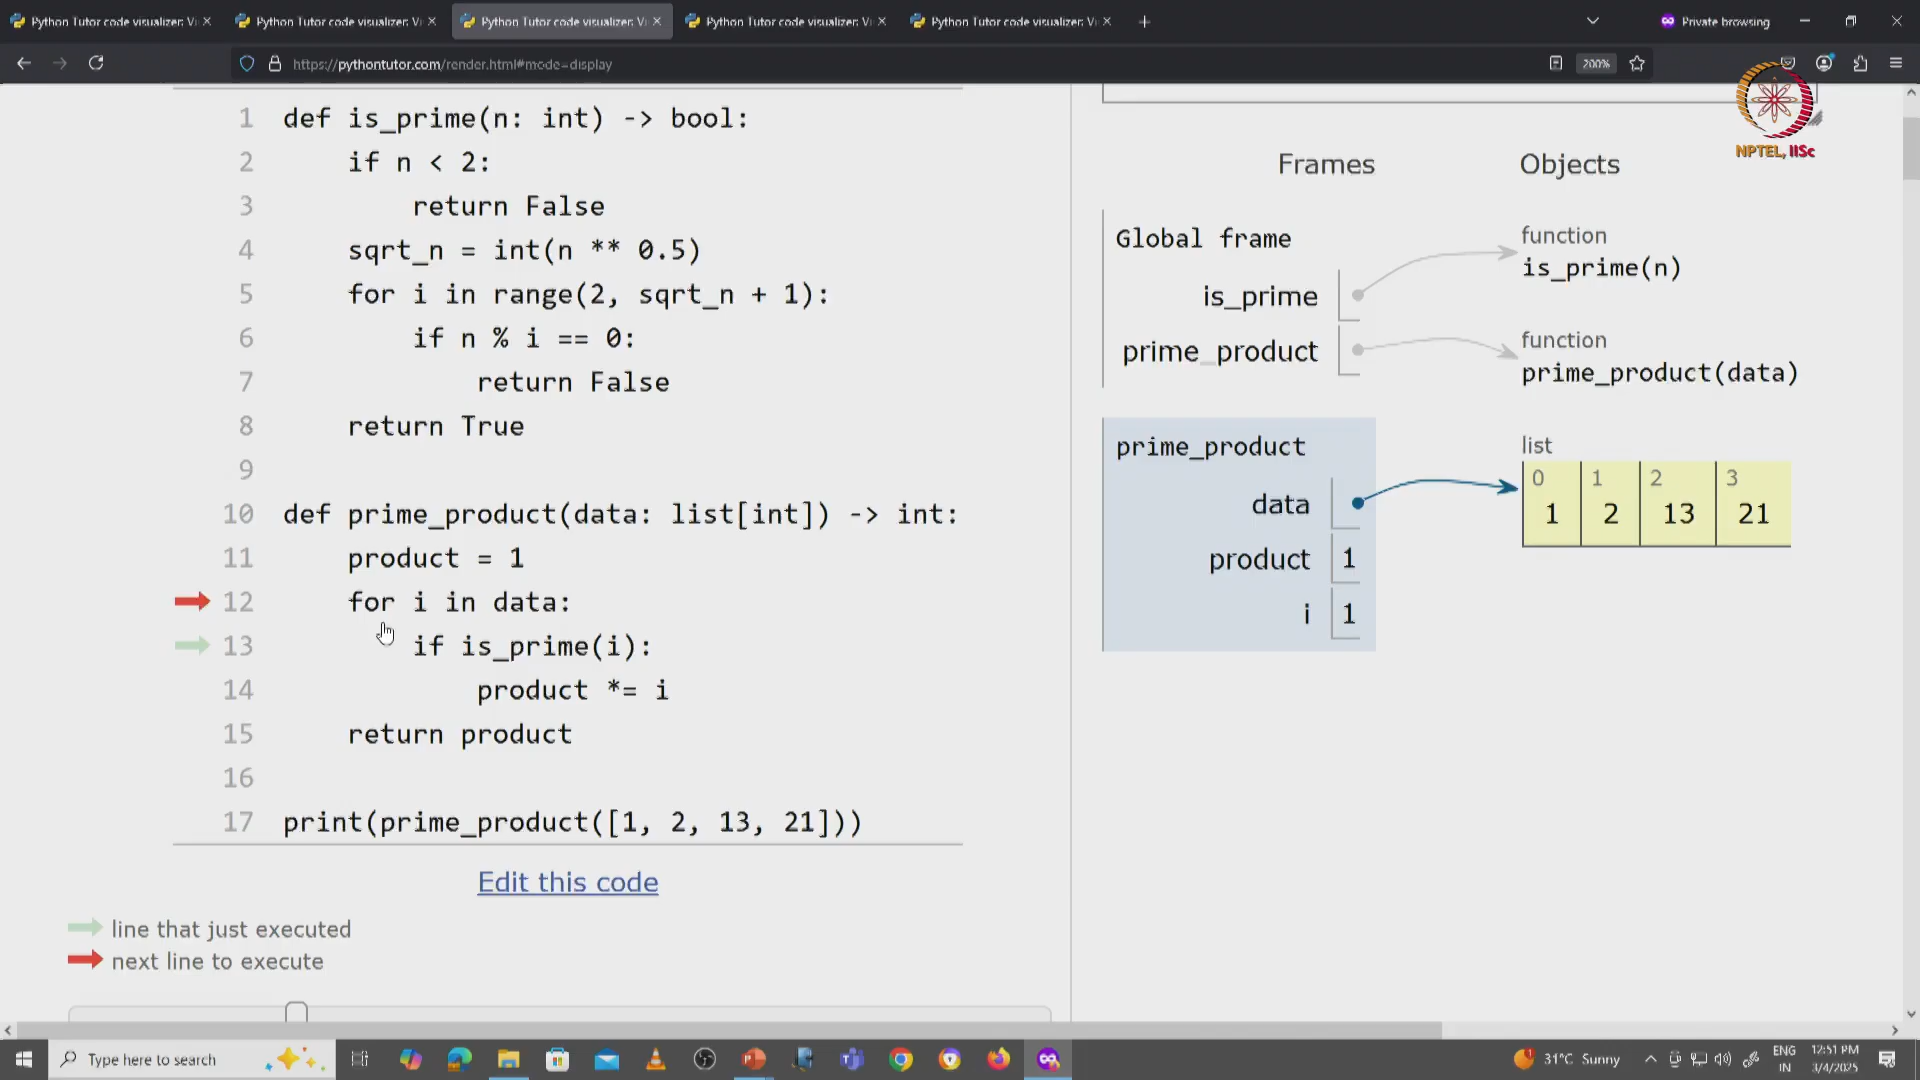 Python Tutor code visualizer: Vi
Python Tutor code visualizer: Vi
Python Tutor code visualizer: Vi
Python Tutor code visualizer: Vi
Python Tutor code visualizer: Vi
Private browsing
https://pythontutor.com/render.html#mode=display
200%
NPTEL, IISc
1 def is_prime(n: int) -> bool:
2 if n < 2:
3 return False
4 sqrt_n = int(n ** 0.5)
5 for i in range(2, sqrt_n + 1):
6 if n % i == 0:
7 return False
8 return True
9
10 def prime_product(data: list[int]) -> int:
11 product = 1
12 for i in data:
13 if is_prime(i):
14 product *= i
15 return product
16
17 print(prime_product([1, 2, 13, 21]))
Edit this code
line that just executed
next line to execute
Frames
Objects
Global frame
is_prime
prime_product
function
is_prime(n)
function
prime_product(data)
prime_product
data
product 1
i 1
list
0 1 2 3
1 2 13 21
Type here to search
31°C Sunny
ENG
IN
12:51 PM
3/4/2025